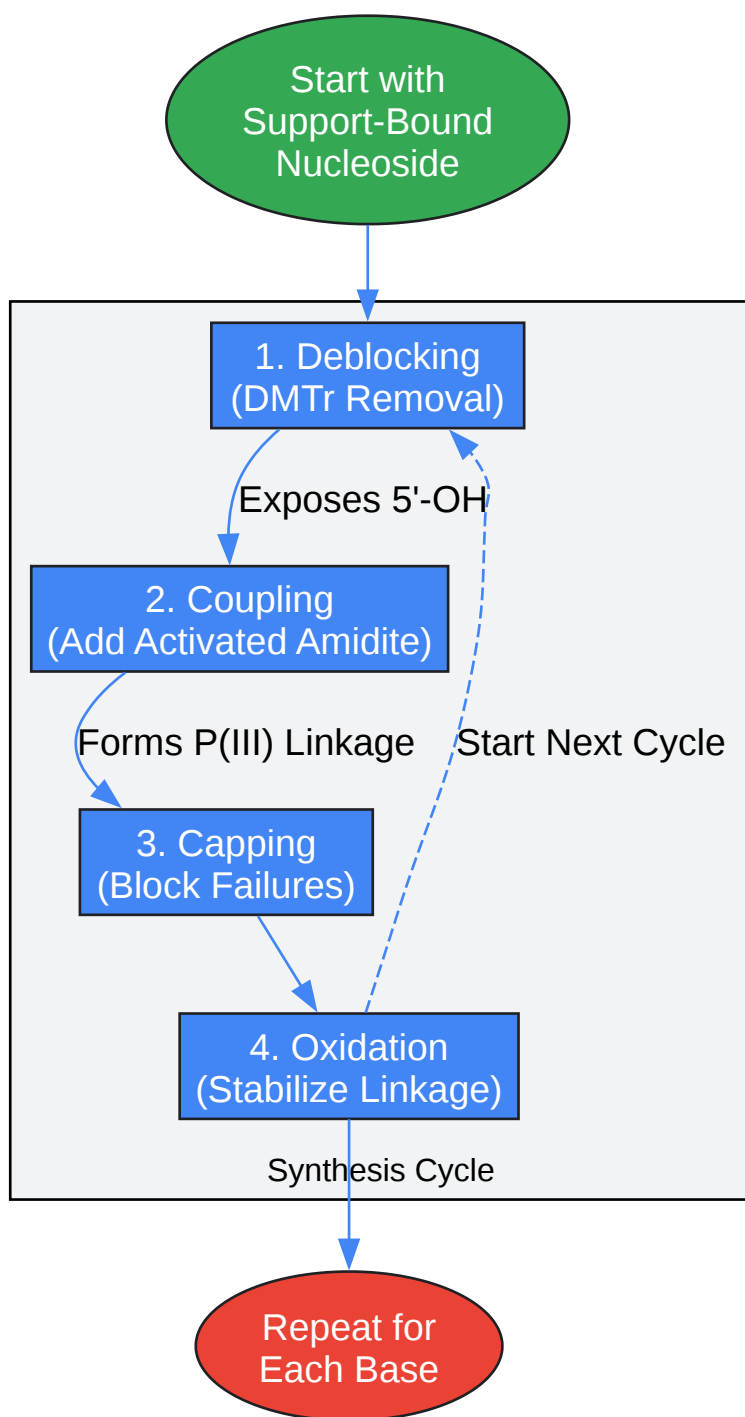 Start with
Support-Bound
Nucleoside
1. Deblocking
(DMTr Removal)
Exposes 5'-OH
2. Coupling
(Add Activated Amidite)
Forms P(III) Linkage
Start Next Cycle
3. Capping
(Block Failures)
4. Oxidation
(Stabilize Linkage)
Synthesis Cycle
Repeat for
Each Base